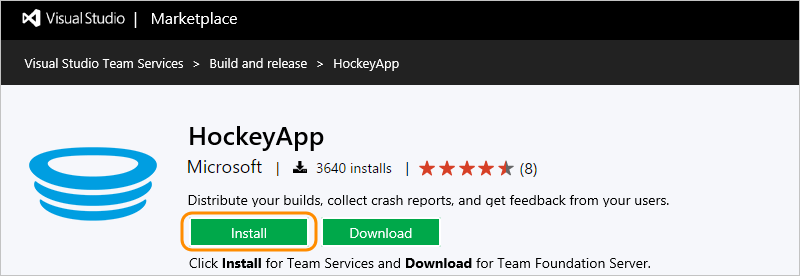 Visual Studio | Marketplace
Visual Studio Team Services > Build and release > HockeyApp
HockeyApp
Microsoft | 3640 installs | (8)
Distribute your builds, collect crash reports, and get feedback from your users.
Install Download
Click Install for Team Services and Download for Team Foundation Server.